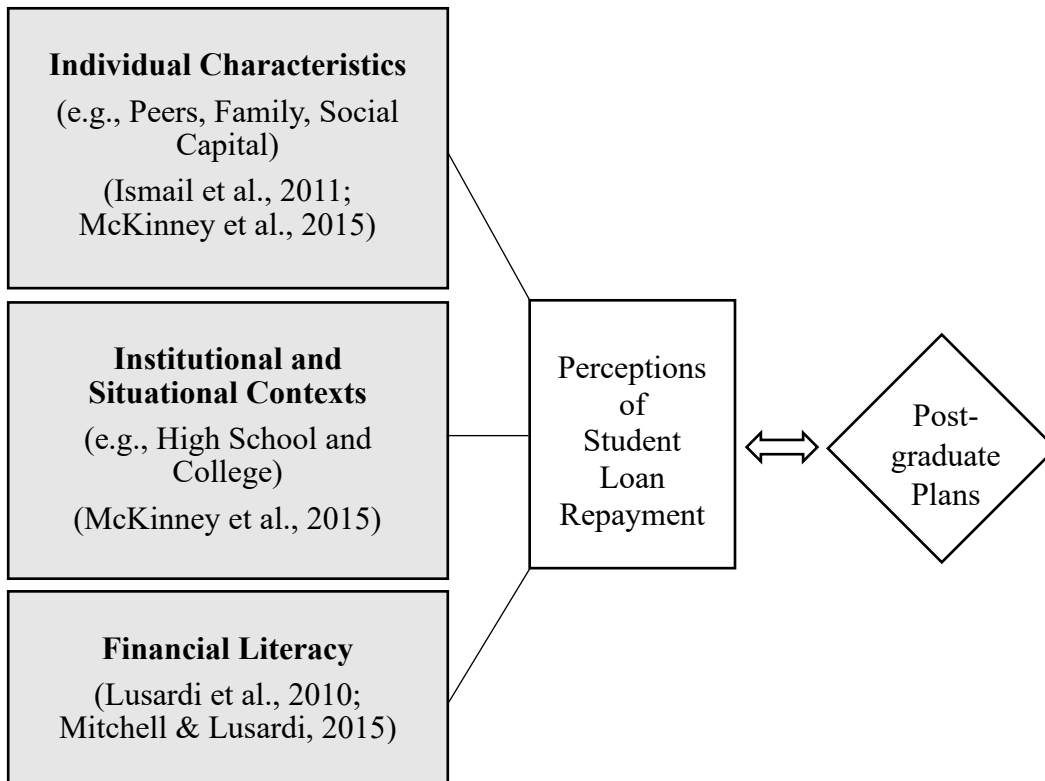 Individual Characteristics
(e.g., Peers, Family, Social
Capital)
(Ismail et al., 2011;
McKinney et al., 2015)
Institutional and
Situational Contexts
(e.g., High School and
College)
(McKinney et al., 2015)
Financial Literacy
(Lusardi et al., 2010;
Mitchell & Lusardi, 2015)
Perceptions
of
Student
Loan
Repayment
Post-
graduate
Plans